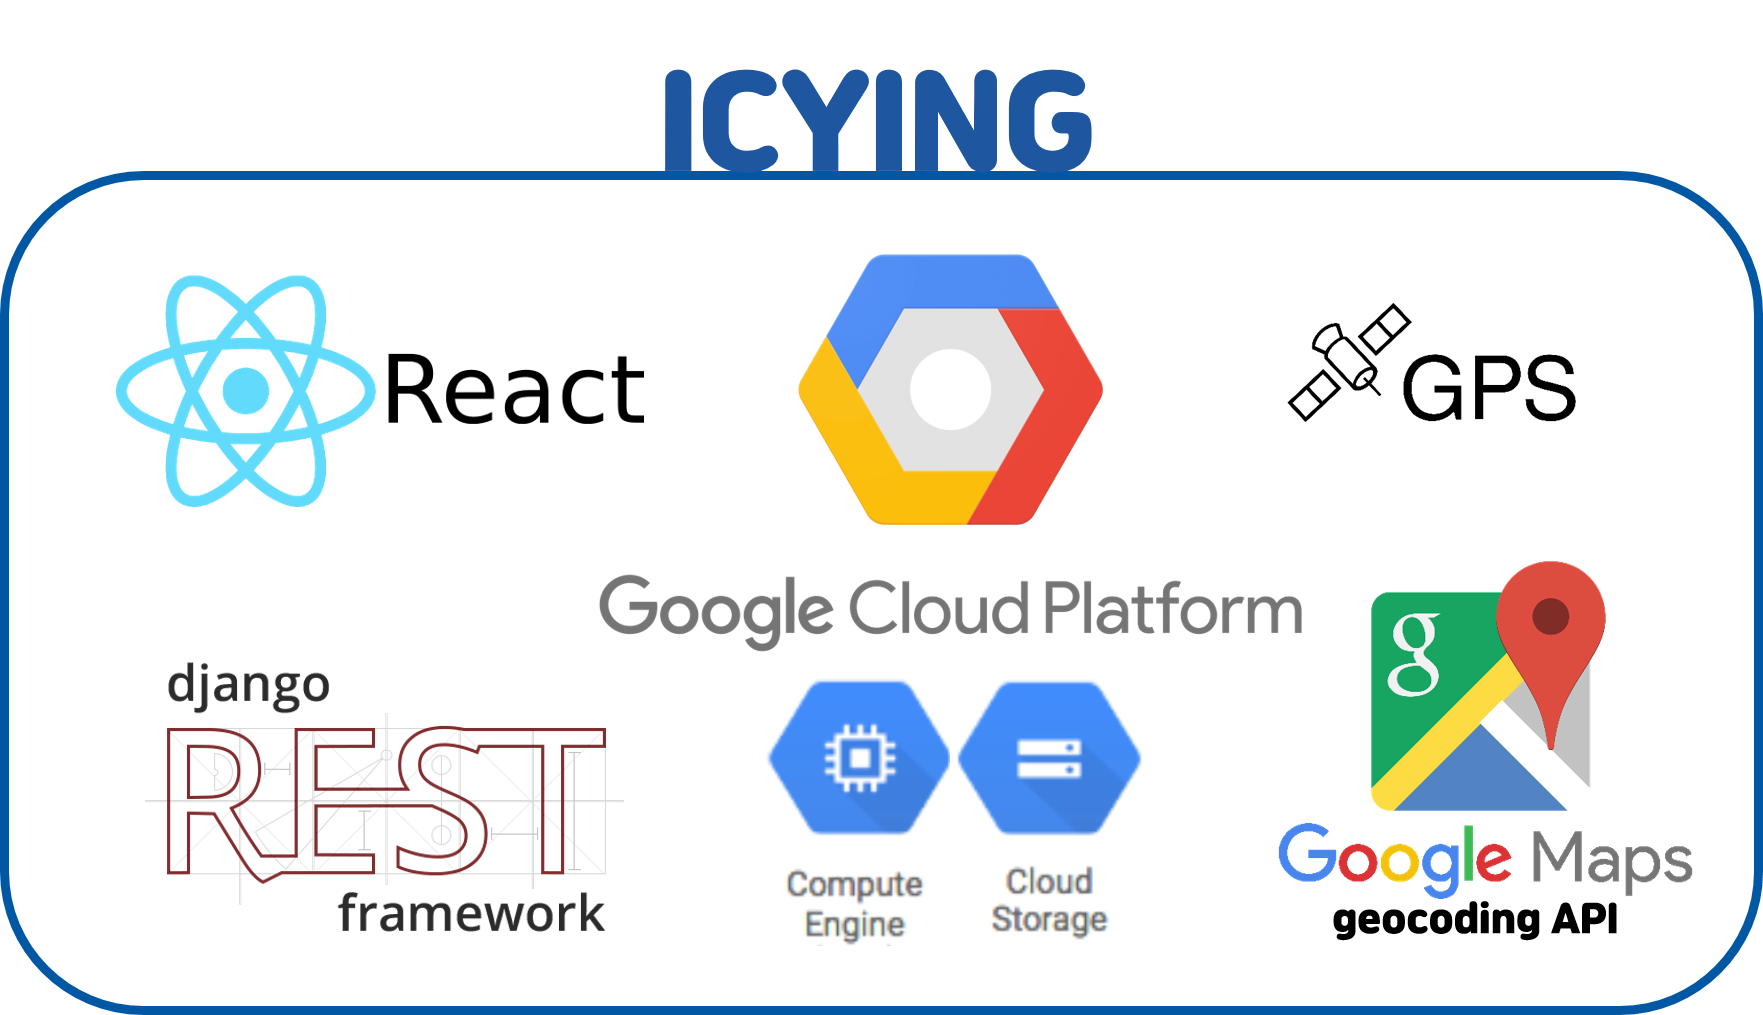 ICYING
React
GPS
Google Cloud Platform
g
django
REST
framework
Compute
Engine
Cloud
Storage
Google Maps
geocoding API